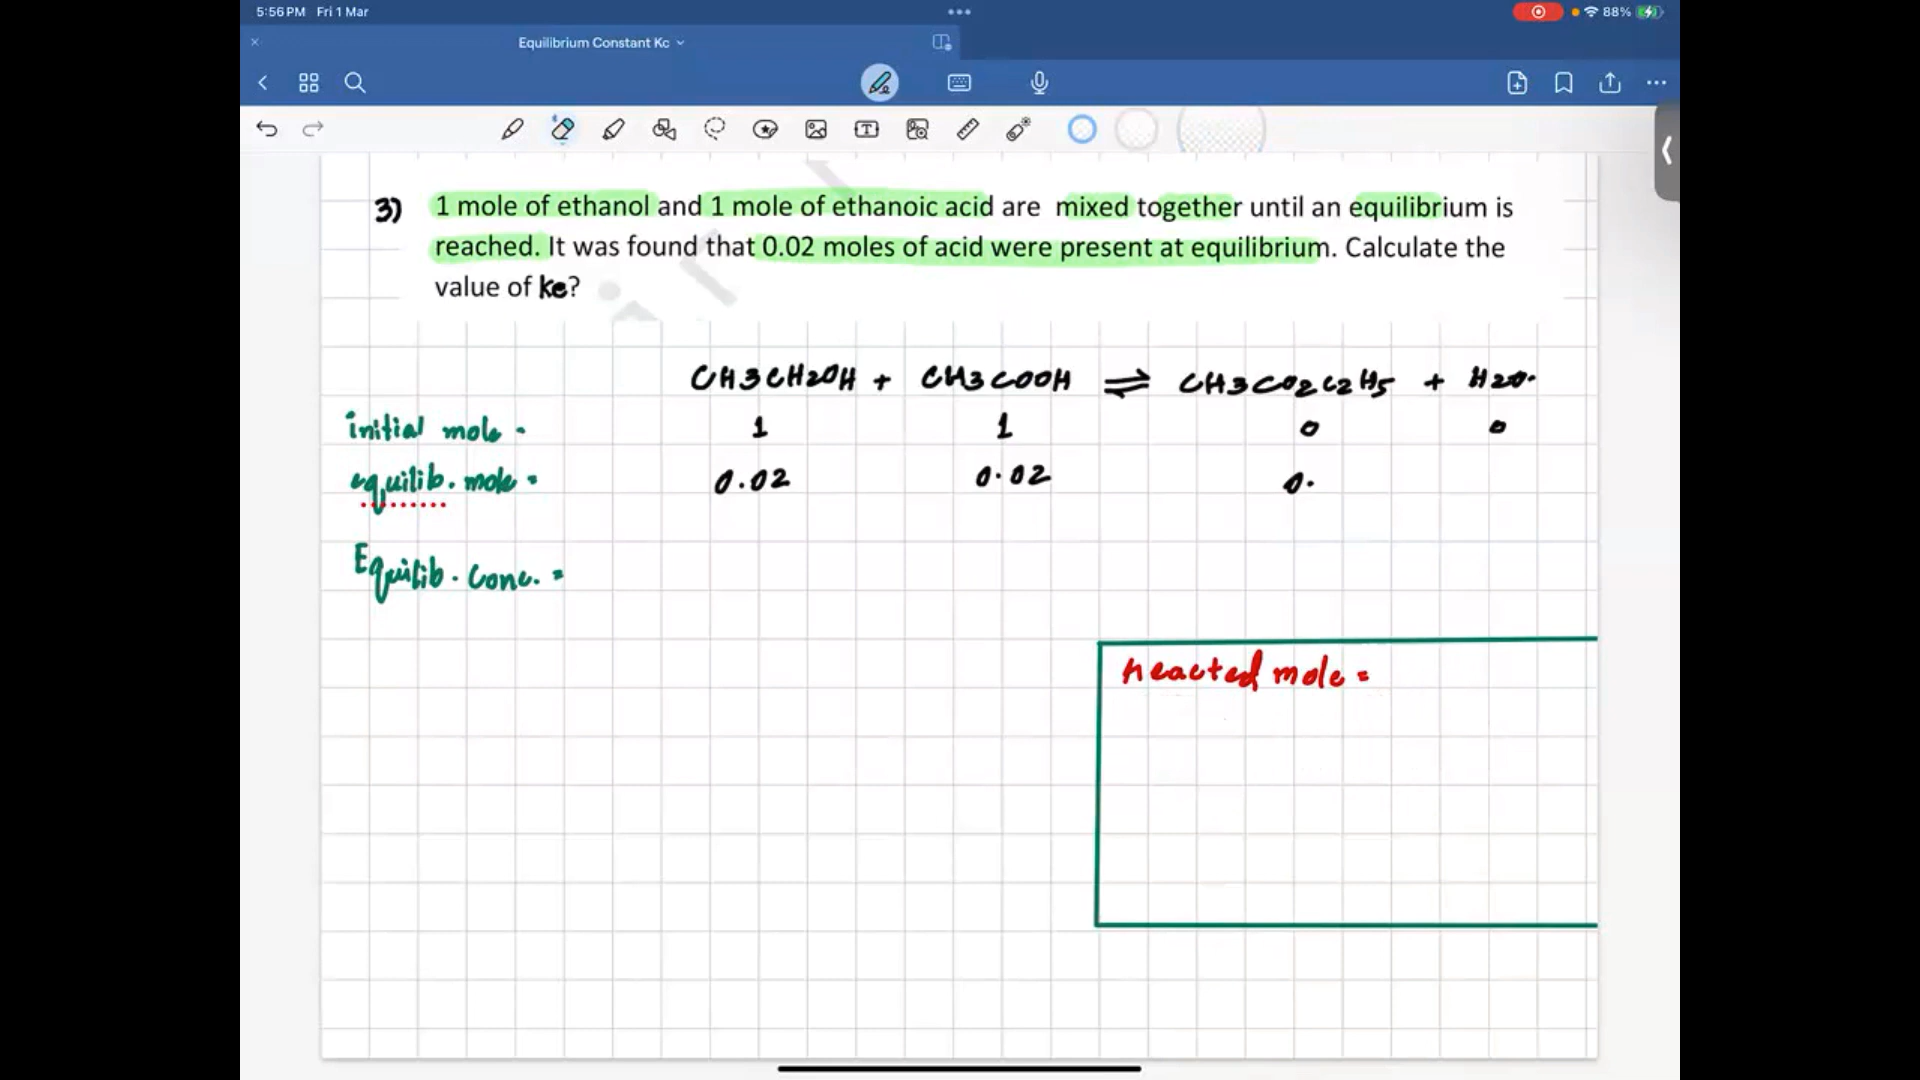 5:56 PM Fri 1 Mar
88%
Equilibrium Constant Kc
3) 1 mole of ethanol and 1 mole of ethanoic acid are mixed together until an equilibrium is
reached. It was found that 0.02 moles of acid were present at equilibrium. Calculate the
value of kc?
CH3CH2OH + CH3COOH ⇌ CH3CO2C2H5 + H2O.
initial mole = 1 1 0 0
equilib. mole = 0.02 0.02 0.
Equilib. Conc. =
reacted mole =